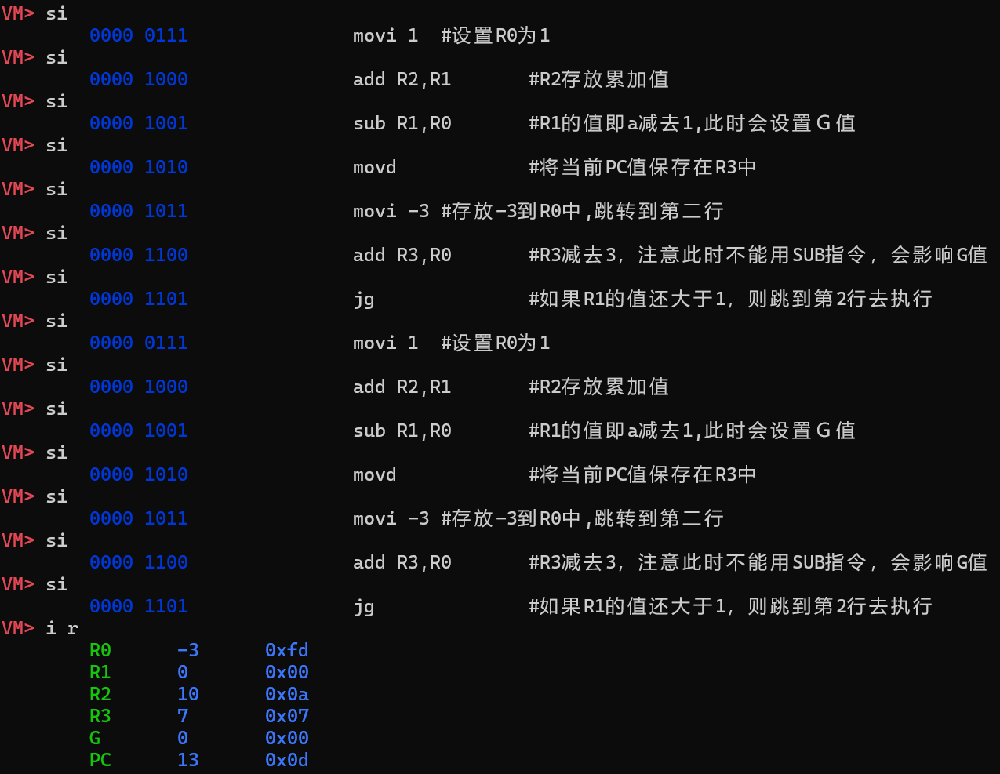 VM> si
0000 0111 movi 1 #设置R0为1
VM> si
0000 1000 add R2,R1 #R2存放累加值
VM> si
0000 1001 sub R1,R0 #R1的值即a减去1,此时会设置Ｇ值
VM> si
0000 1010 movd #将当前PC值保存在R3中
VM> si
0000 1011 movi -3 #存放-3到R0中,跳转到第二行
VM> si
0000 1100 add R3,R0 #R3减去3，注意此时不能用SUB指令，会影响G值
VM> si
0000 1101 jg #如果R1的值还大于1，则跳到第2行去执行
VM> si
0000 0111 movi 1 #设置R0为1
VM> si
0000 1000 add R2,R1 #R2存放累加值
VM> si
0000 1001 sub R1,R0 #R1的值即a减去1,此时会设置Ｇ值
VM> si
0000 1010 movd #将当前PC值保存在R3中
VM> si
0000 1011 movi -3 #存放-3到R0中,跳转到第二行
VM> si
0000 1100 add R3,R0 #R3减去3，注意此时不能用SUB指令，会影响G值
VM> si
0000 1101 jg #如果R1的值还大于1，则跳到第2行去执行
VM> i r
R0 -3 0xfd
R1 0 0x00
R2 10 0x0a
R3 7 0x07
G 0 0x00
PC 13 0x0d